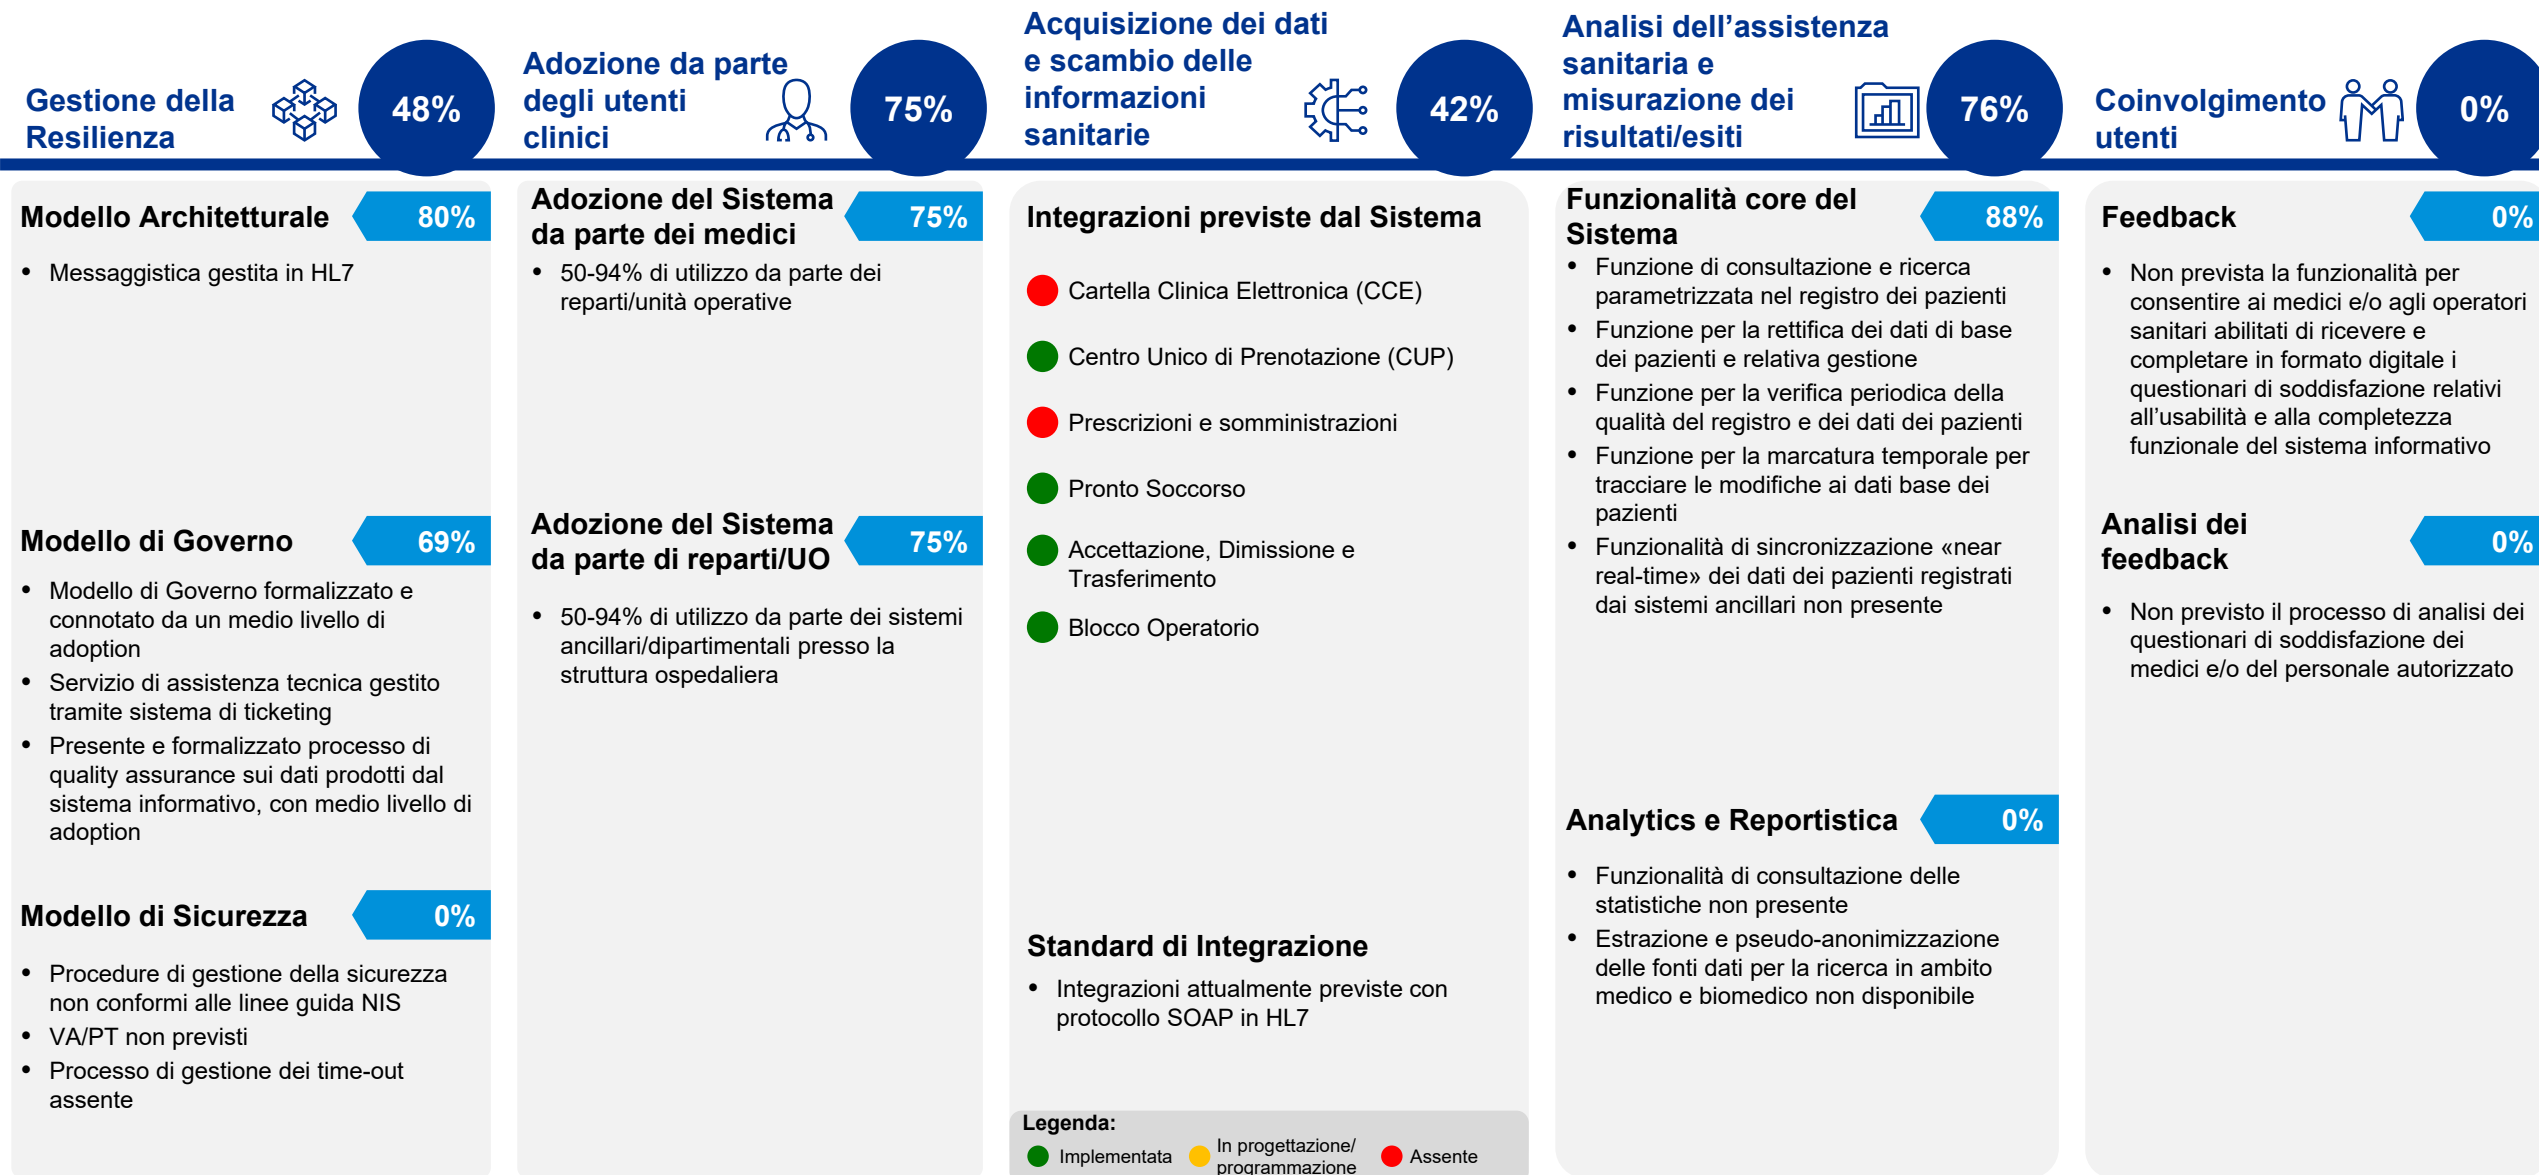 Gestione della
Resilienza
48%
Adozione da parte
degli utenti
clinici
75%
Acquisizione dei dati
e scambio delle
informazioni
sanitarie
42%
Analisi dell’assistenza
sanitaria e
misurazione dei
risultati/esiti
76%
Coinvolgimento
utenti
0%
Modello Architetturale
80%
• Messaggistica gestita in HL7
Modello di Governo
69%
• Modello di Governo formalizzato e
connotato da un medio livello di
adoption
• Servizio di assistenza tecnica gestito
tramite sistema di ticketing
• Presente e formalizzato processo di
quality assurance sui dati prodotti dal
sistema informativo, con medio livello di
adoption
Modello di Sicurezza
0%
• Procedure di gestione della sicurezza
non conformi alle linee guida NIS
• VA/PT non previsti
• Processo di gestione dei time-out
assente
Adozione del Sistema
da parte dei medici
75%
• 50-94% di utilizzo da parte dei
reparti/unità operative
Adozione del Sistema
da parte di reparti/UO
75%
• 50-94% di utilizzo da parte dei sistemi
ancillari/dipartimentali presso la
struttura ospedaliera
Integrazioni previste dal Sistema
Cartella Clinica Elettronica (CCE)
Centro Unico di Prenotazione (CUP)
Prescrizioni e somministrazioni
Pronto Soccorso
Accettazione, Dimissione e
Trasferimento
Blocco Operatorio
Standard di Integrazione
• Integrazioni attualmente previste con
protocollo SOAP in HL7
Legenda:
Implementata
In progettazione/
programmazione
Assente
Funzionalità core del
Sistema
88%
• Funzione di consultazione e ricerca
parametrizzata nel registro dei pazienti
• Funzione per la rettifica dei dati di base
dei pazienti e relativa gestione
• Funzione per la verifica periodica della
qualità del registro e dei dati dei pazienti
• Funzione per la marcatura temporale per
tracciare le modifiche ai dati base dei
pazienti
• Funzionalità di sincronizzazione «near
real-time» dei dati dei pazienti registrati
dai sistemi ancillari non presente
Analytics e Reportistica
0%
• Funzionalità di consultazione delle
statistiche non presente
• Estrazione e pseudo-anonimizzazione
delle fonti dati per la ricerca in ambito
medico e biomedico non disponibile
Feedback
0%
• Non prevista la funzionalità per
consentire ai medici e/o agli operatori
sanitari abilitati di ricevere e
completare in formato digitale i
questionari di soddisfazione relativi
all’usabilità e alla completezza
funzionale del sistema informativo
Analisi dei
feedback
0%
• Non previsto il processo di analisi dei
questionari di soddisfazione dei
medici e/o del personale autorizzato